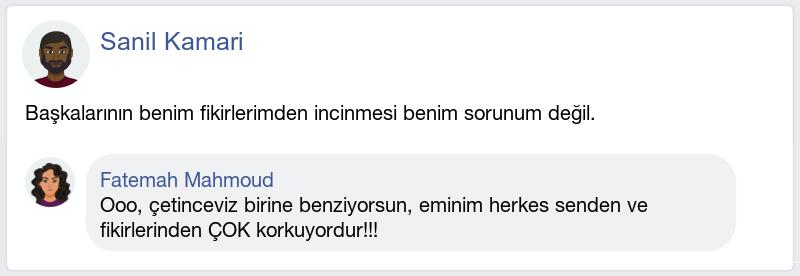 Sanil Kamari
Başkalarının benim fikirlerimden incinmesi benim sorunum değil.
Fatemah Mahmoud
Ooo, çetinceviz birine benziyorsun, eminim herkes senden ve
fikirlerinden ÇOK korkuyordur!!!